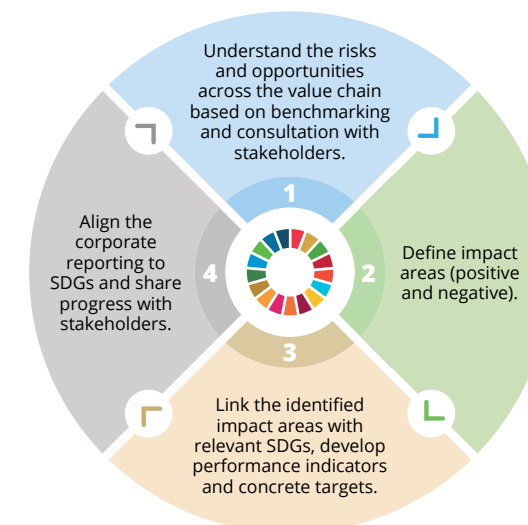 Understand the risks
and opportunities
across the value chain
based on benchmarking
and consultation with
stakeholders.
1
Define impact
areas (positive
and negative).
2
3
Link the identified
impact areas with
relevant SDGs, develop
performance indicators
and concrete targets.
Align the
corporate
reporting to
SDGs and share
progress with
stakeholders.
4